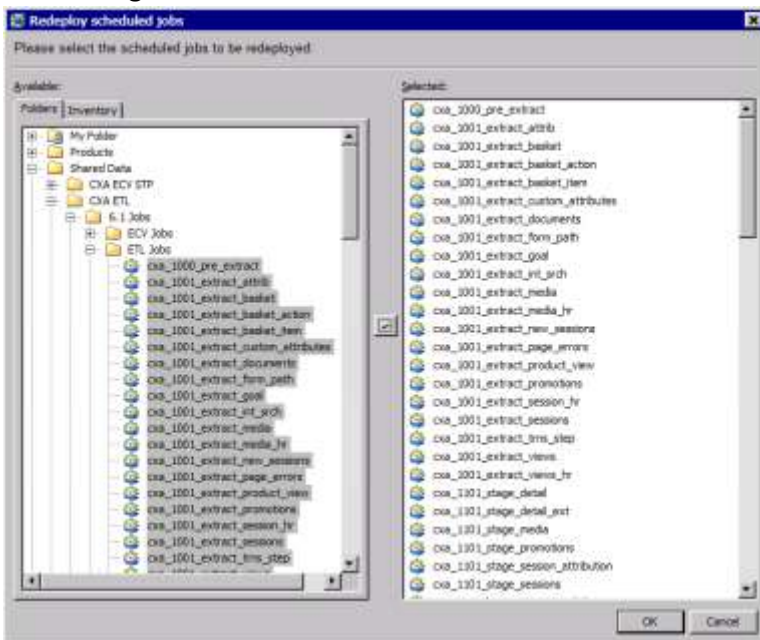 Redeploy scheduled jobs
Please select the scheduled jobs to be redeployed
Available:
Folders
Inventory
My Folder
Products
Shared Data
CXA ECV STP
CXA ETL
6.1 Jobs
ECV Jobs
ETL Jobs
cxa_1000_pre_extract
cxa_1001_extract_attrib
cxa_1001_extract_basket
cxa_1001_extract_basket_action
cxa_1001_extract_basket_item
cxa_1001_extract_custom_attributes
cxa_1001_extract_documents
cxa_1001_extract_form_path
cxa_1001_extract_goal
cxa_1001_extract_int_srch
cxa_1001_extract_media
cxa_1001_extract_media_hr
cxa_1001_extract_new_sessions
cxa_1001_extract_page_errors
cxa_1001_extract_product_view
cxa_1001_extract_promotions
cxa_1001_extract_session_hr
cxa_1001_extract_sessions
cxa_1001_extract_trns_step
Selected:
cxa_1000_pre_extract
cxa_1001_extract_attrib
cxa_1001_extract_basket
cxa_1001_extract_basket_action
cxa_1001_extract_basket_item
cxa_1001_extract_custom_attributes
cxa_1001_extract_documents
cxa_1001_extract_form_path
cxa_1001_extract_goal
cxa_1001_extract_int_srch
cxa_1001_extract_media
cxa_1001_extract_media_hr
cxa_1001_extract_new_sessions
cxa_1001_extract_page_errors
cxa_1001_extract_product_view
cxa_1001_extract_promotions
cxa_1001_extract_session_hr
cxa_1001_extract_sessions
cxa_1001_extract_trns_step
cxa_1001_extract_views
cxa_1001_extract_views_hr
cxa_1101_stage_detail
cxa_1101_stage_detail_ext
cxa_1101_stage_media
cxa_1101_stage_promotions
cxa_1101_stage_session_attribution
cxa_1101_stage_sessions
OK
Cancel